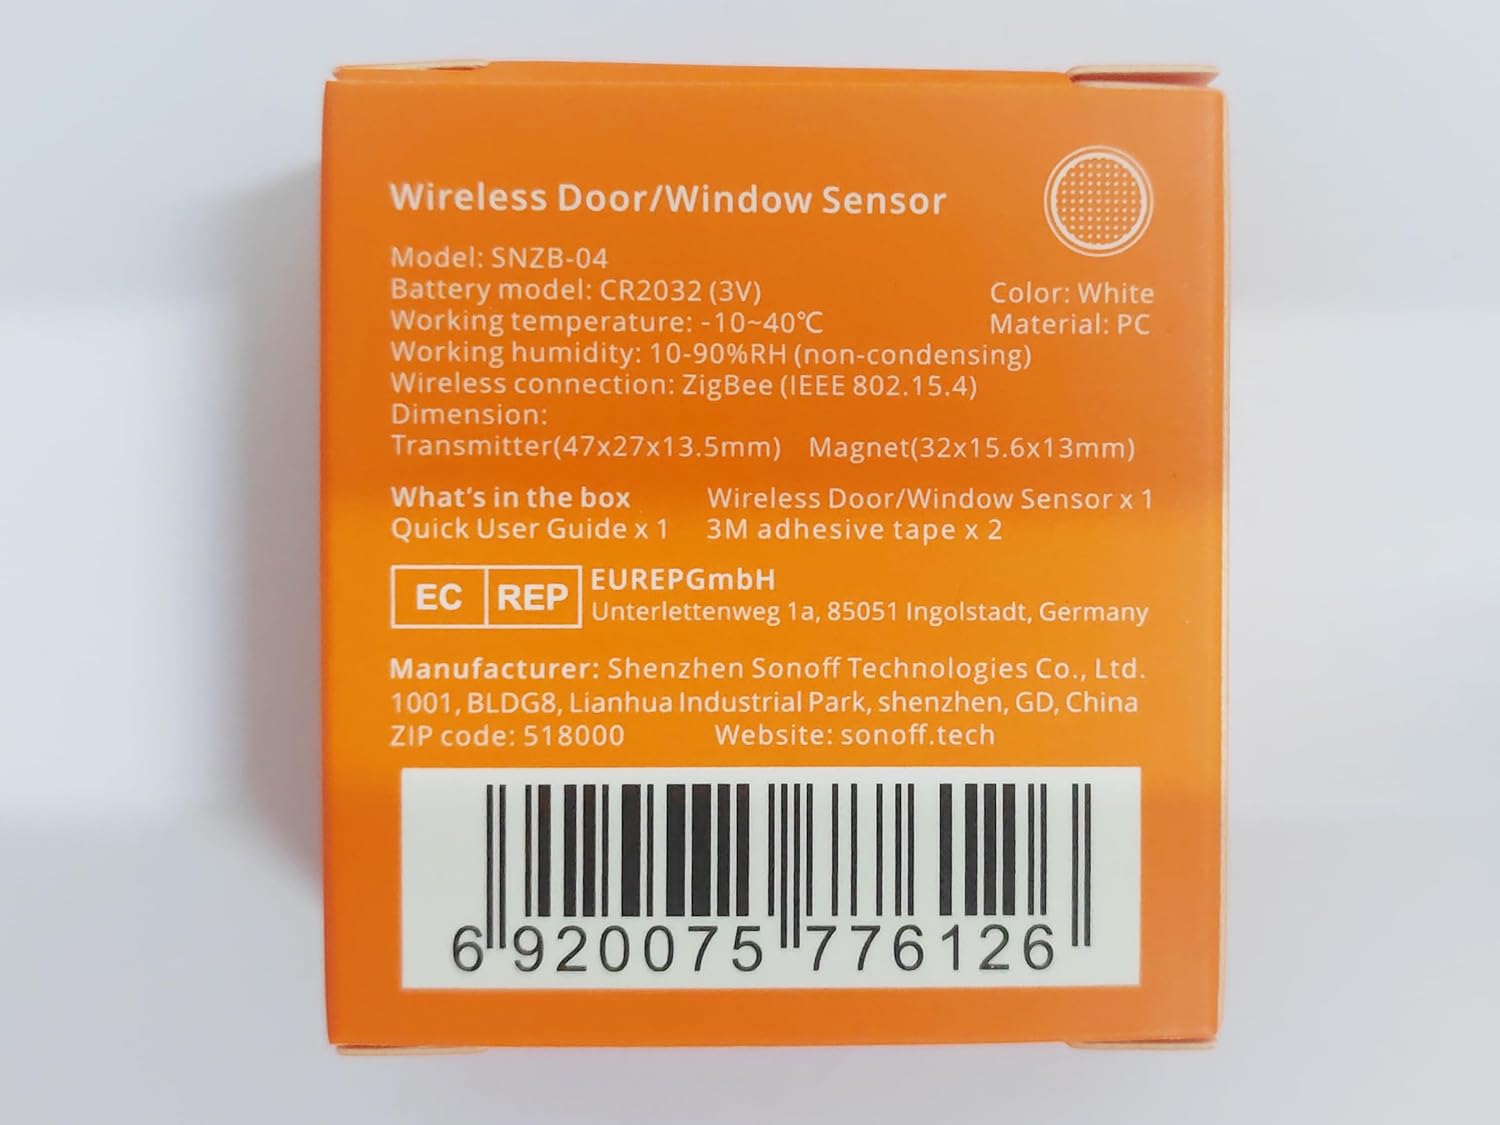 Wireless Door/Window Sensor
Model: SNZB-04
Battery model: CR2032 (3V)
Color: White
Working temperature: -10~40℃
Material: PC
Working humidity: 10-90%RH (non-condensing)
Wireless connection: ZigBee (IEEE 802.15.4)
Dimension:
Transmitter(47x27x13.5mm) Magnet(32x15.6x13mm)
What's in the box Wireless Door/Window Sensor x 1
Quick User Guide x 1 3M adhesive tape x 2
EC REP EUREPGmbH
Unterlettenweg 1a, 85051 Ingolstadt, Germany
Manufacturer: Shenzhen Sonoff Technologies Co., Ltd.
1001, BLDG8, Lianhua Industrial Park, shenzhen, GD, China
ZIP code: 518000 Website: sonoff.tech
6 920075 776126